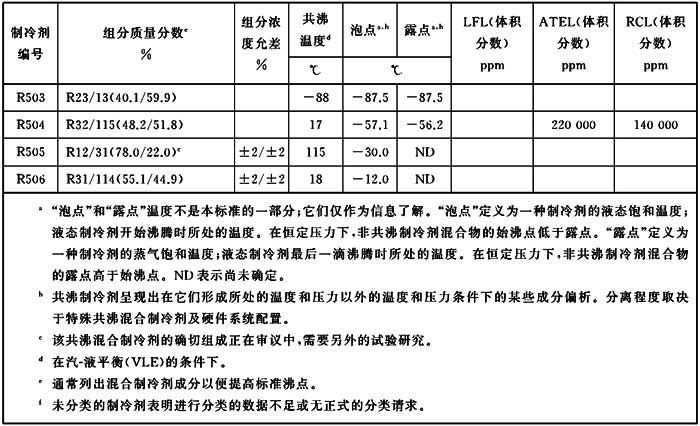 制冷剂编号 组分质量分数ᵉ % 组分浓度允差 % 共沸温度ᵈ ℃ 泡点ᵃ·ʰ 露点ᵃ·ʰ ℃ LFL(体积分数) ppm ATEL(体积分数) ppm RCL(体积分数) ppm
R503 R23/13(40.1/59.9) －88 －87.5 －87.5
R504 R32/115(48.2/51.8) 17 －57.1 －56.2 220 000 140 000
R505 R12/31(78.0/22.0)ᶜ ±2/±2 115 －30.0 ND
R506 R31/114(55.1/44.9) ±2/±2 18 －12.0 ND
ᵃ “泡点”和“露点”温度不是本标准的一部分;它们仅作为信息了解。“泡点”定义为一种制冷剂的液态饱和温度;
液态制冷剂开始沸腾时所处的温度。在恒定压力下,非共沸制冷剂混合物的始沸点低于露点。“露点”定义为
一种制冷剂的蒸气饱和温度;液态制冷剂最后一滴沸腾时所处的温度。在恒定压力下,非共沸制冷剂混合物
的露点高于始沸点。ND 表示尚未确定。
ʰ 共沸制冷剂呈现出在它们形成所处的温度和压力以外的温度和压力条件下的某些成分偏析。分离程度取决
于特殊共沸混合制冷剂及硬件系统配置。
ᶜ 该共沸混合制冷剂的确切组成正在审议中,需要另外的试验研究。
ᵈ 在汽-液平衡(VLE)的条件下。
ᵉ 通常列出混合制冷剂成分以便提高标准沸点。
ᶠ 未分类的制冷剂表明进行分类的数据不足或无正式的分类请求。